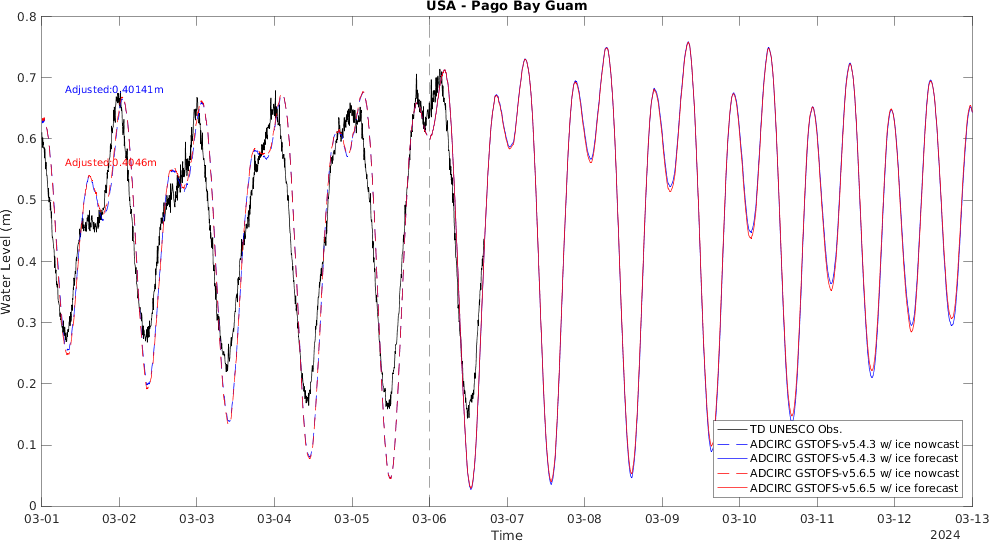 USA - Pago Bay Guam
0.8
0.7
0.6
0.5
0.4
0.3
0.2
0.1
0
Water Level (m)
Adjusted:0.40141m
Adjusted:0.4046m
TD UNESCO Obs.
ADCIRC GSTOFS-v5.4.3 w/ ice nowcast
ADCIRC GSTOFS-v5.4.3 w/ ice forecast
ADCIRC GSTOFS-v5.6.5 w/ ice nowcast
ADCIRC GSTOFS-v5.6.5 w/ ice forecast
03-01 03-02 03-03 03-04 03-05 03-06 03-07 03-08 03-09 03-10 03-11 03-12 03-13
Time
2024